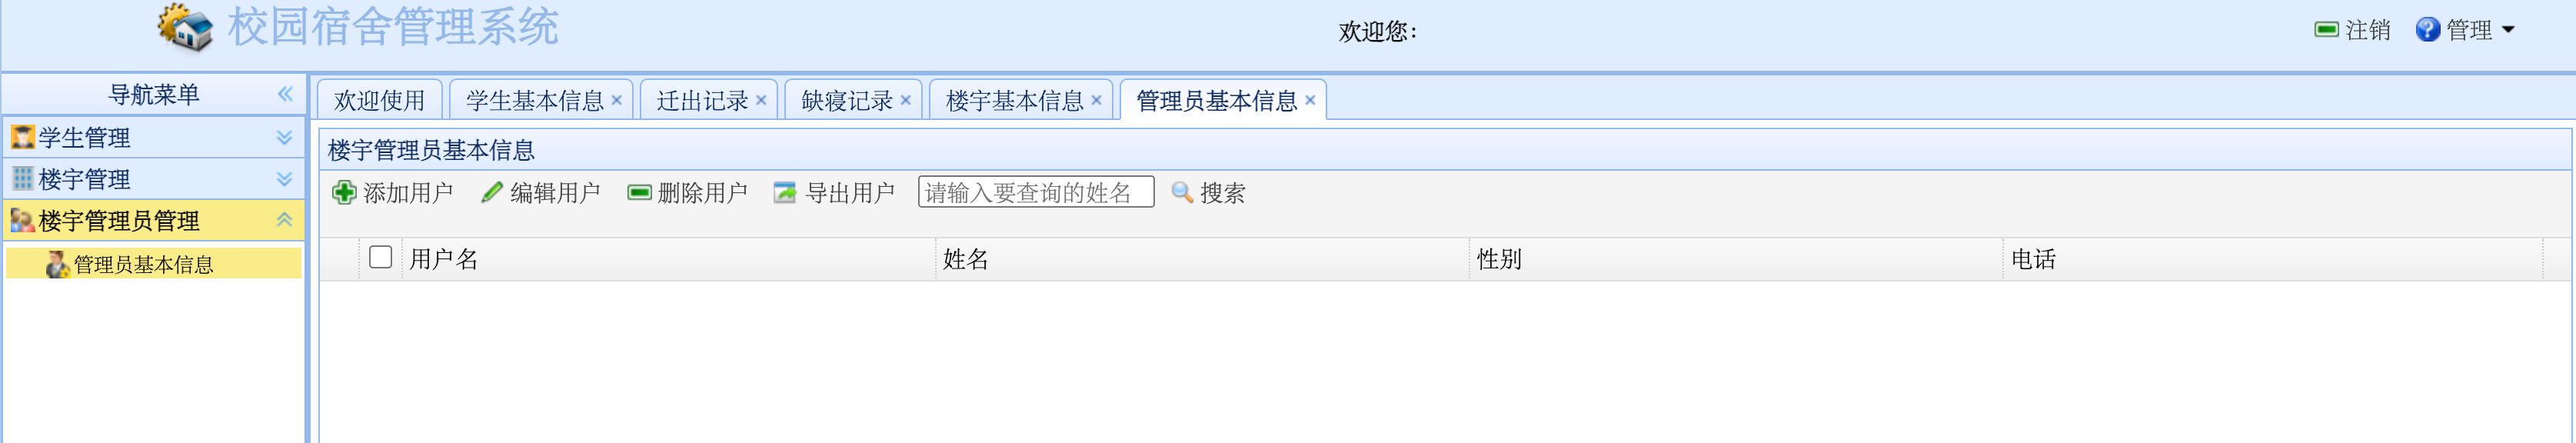 校园宿舍管理系统
欢迎您：
注销 管理
导航菜单
欢迎使用 学生基本信息 迁出记录 缺寝记录 楼宇基本信息 管理员基本信息
学生管理
楼宇管理
楼宇管理员管理
管理员基本信息
楼宇管理员基本信息
添加用户 编辑用户 删除用户 导出用户 请输入要查询的姓名 搜索
用户名 姓名 性别 电话